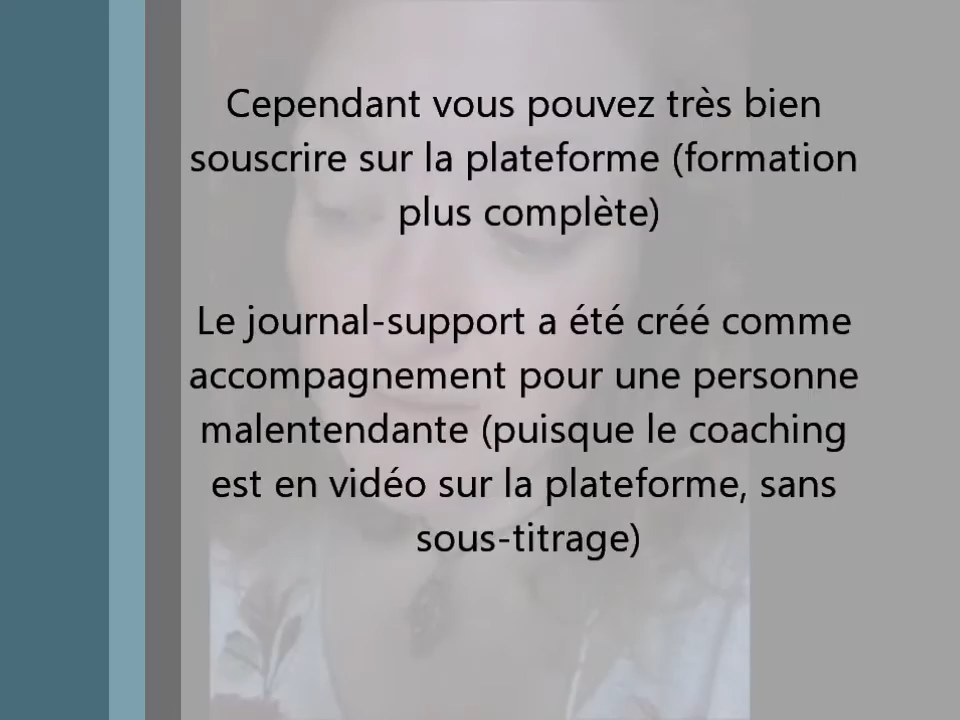 Cependant vous pouvez très bien
souscrire sur la plateforme (formation
plus complète)
Le journal-support a été créé comme
accompagnement pour une personne
malentendante (puisque le coaching
est en vidéo sur la plateforme, sans
sous-titrage)